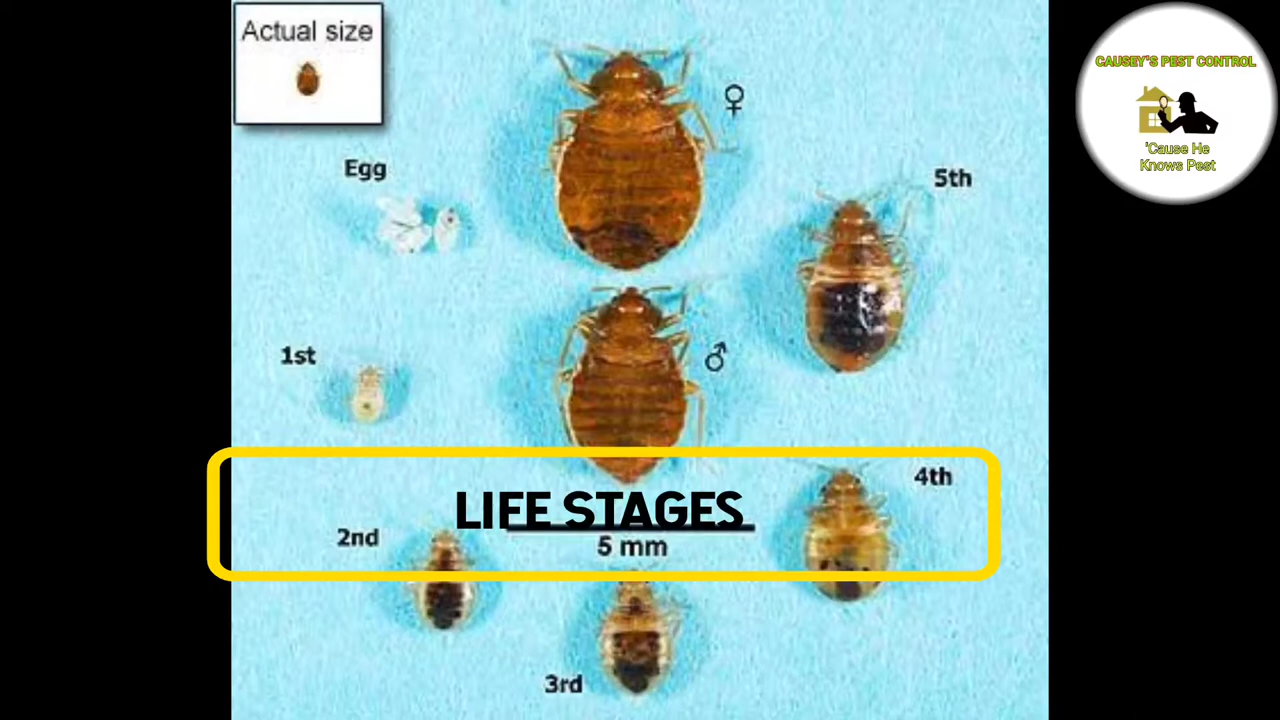 Actual size
CAUSEY'S PEST CONTROL
'Cause He
Knows Pest
♀
Egg
5th
1st
♂
4th
LIFE STAGES
2nd
5 mm
3rd